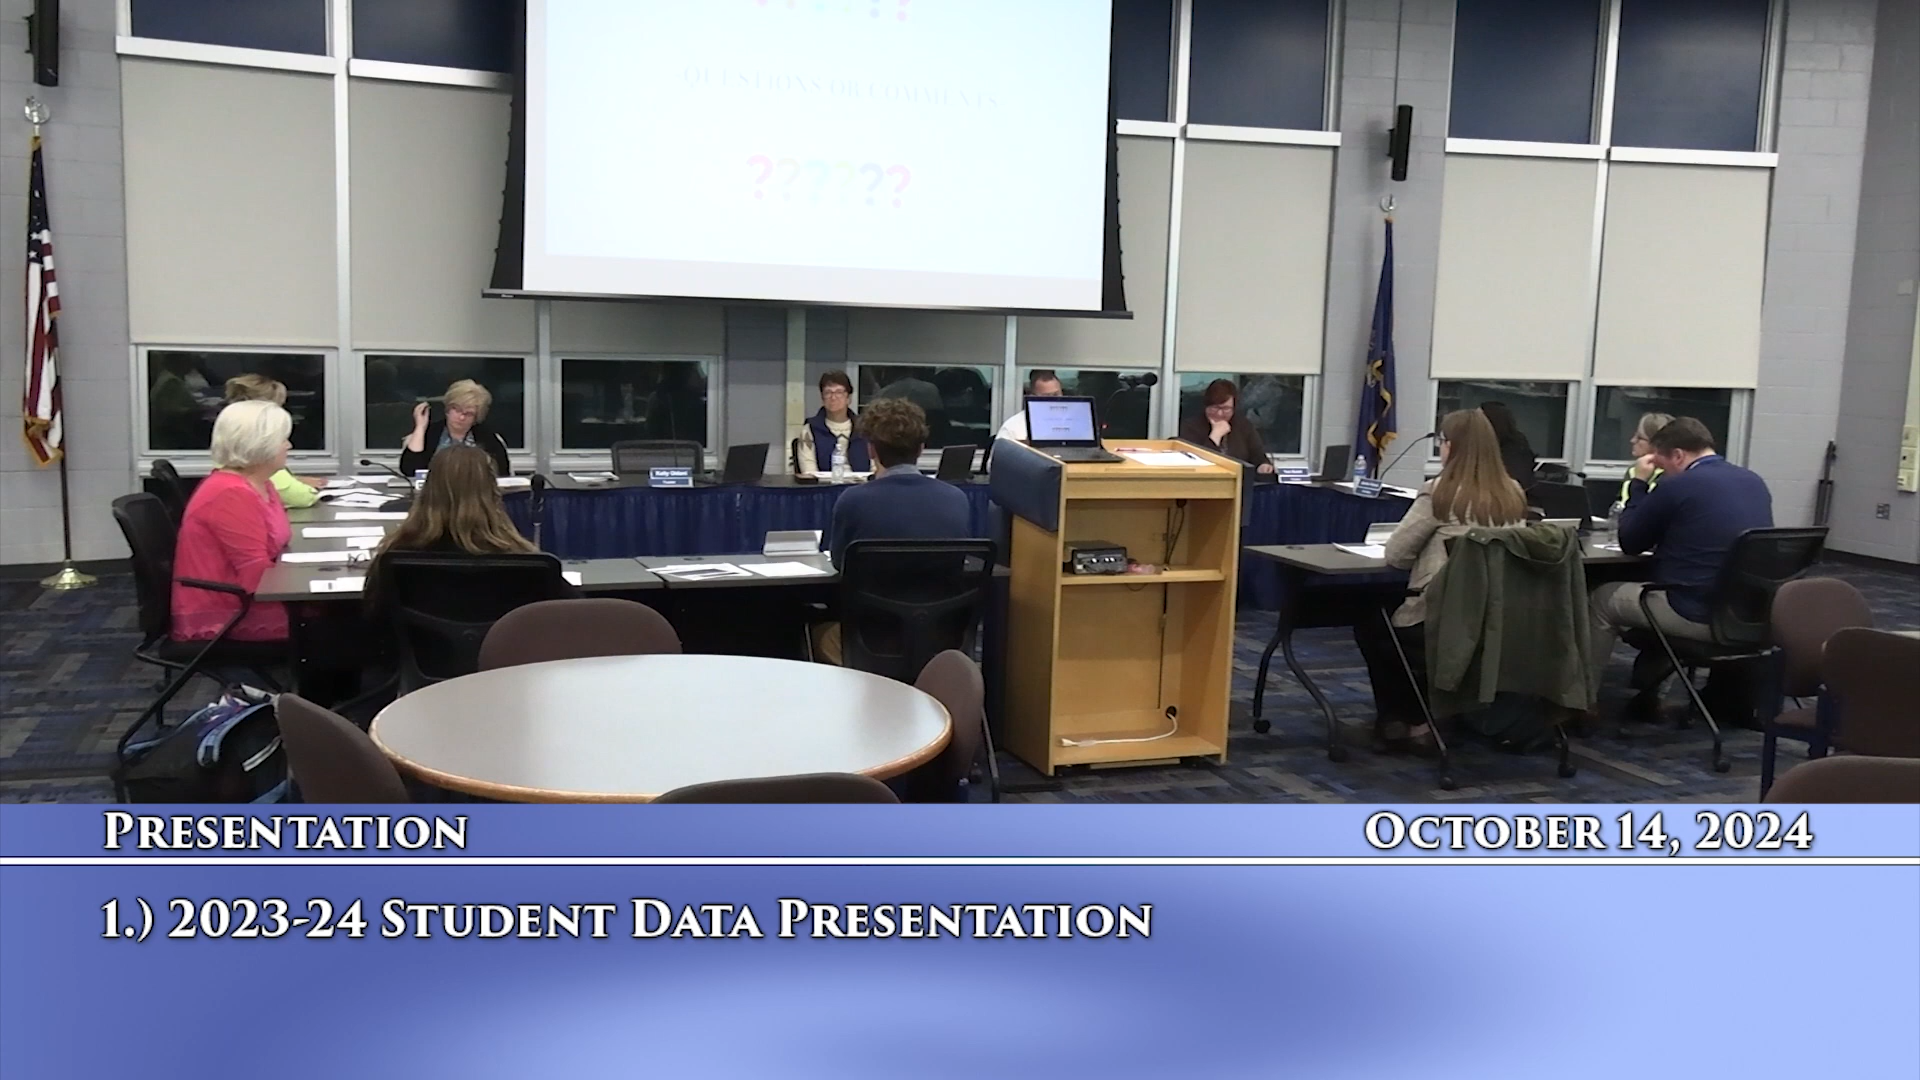 ? ? ? ? ? ?
QUESTIONS OR COMMENTS
??????
PRESENTATION
OCTOBER 14, 2024
1.) 2023-24 STUDENT DATA PRESENTATION